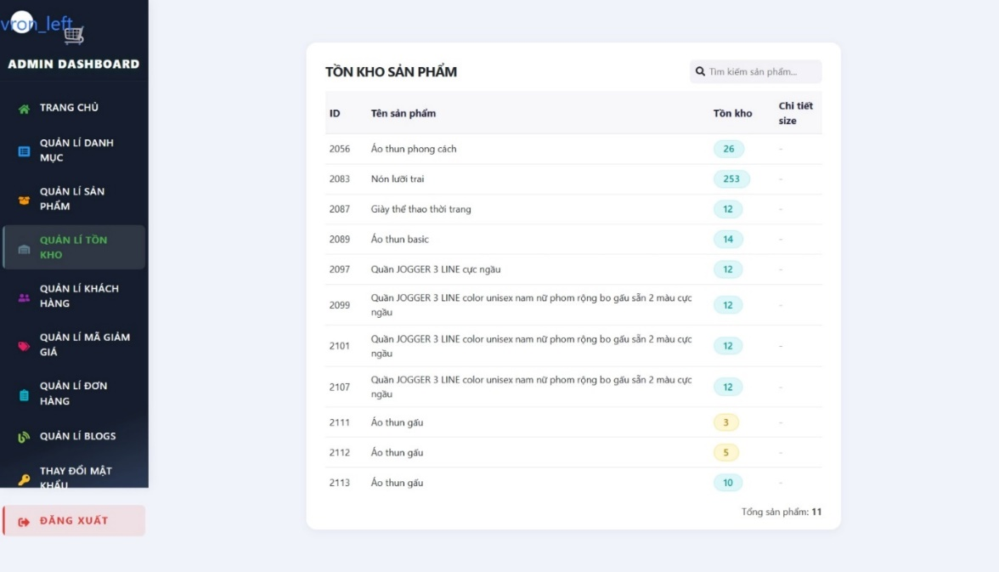 vron_left
ADMIN DASHBOARD
TRANG CHỦ
QUẢN LÍ DANH
MỤC
QUẢN LÍ SẢN
PHẨM
QUẢN LÍ TỒN
KHO
QUẢN LÍ KHÁCH
HÀNG
QUẢN LÍ MÃ GIẢM
GIÁ
QUẢN LÍ ĐƠN
HÀNG
QUẢN LÍ BLOGS
THAY ĐỔI MẬT
KHẨU
ĐĂNG XUẤT
TỒN KHO SẢN PHẨM
Tìm kiếm sản phẩm...
ID Tên sản phẩm Tồn kho Chi tiết
size
2056 Áo thun phong cách 26 -
2083 Nón lưỡi trai 253 -
2087 Giày thể thao thời trang 12 -
2089 Áo thun basic 14 -
2097 Quần JOGGER 3 LINE cực ngầu 12 -
2099 Quần JOGGER 3 LINE color unisex nam nữ phom rộng bo gấu sẵn 2 màu cực
ngầu 12 -
2101 Quần JOGGER 3 LINE color unisex nam nữ phom rộng bo gấu sẵn 2 màu cực
ngầu 12 -
2107 Quần JOGGER 3 LINE color unisex nam nữ phom rộng bo gấu sẵn 2 màu cực
ngầu 12 -
2111 Áo thun gấu 3 -
2112 Áo thun gấu 5 -
2113 Áo thun gấu 10 -
Tổng sản phẩm: 11